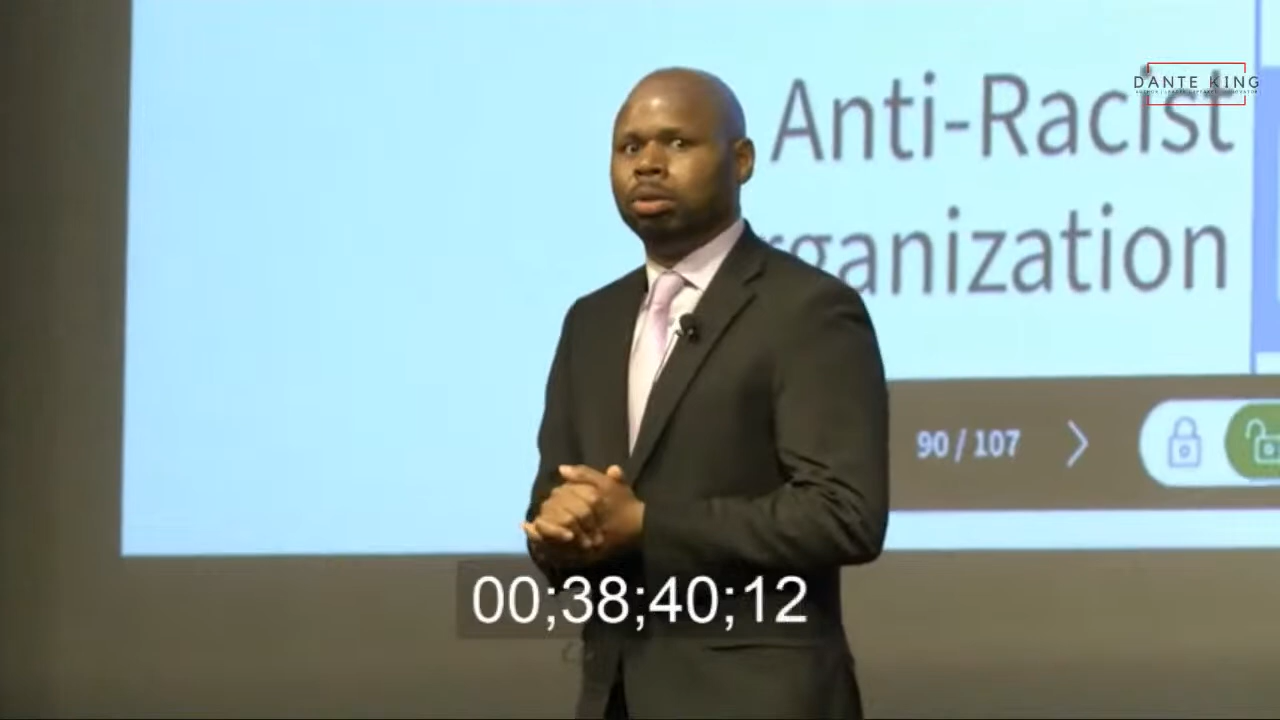 DANTE KING
Anti-Racist
rganization
90 / 107
00;38;40;12